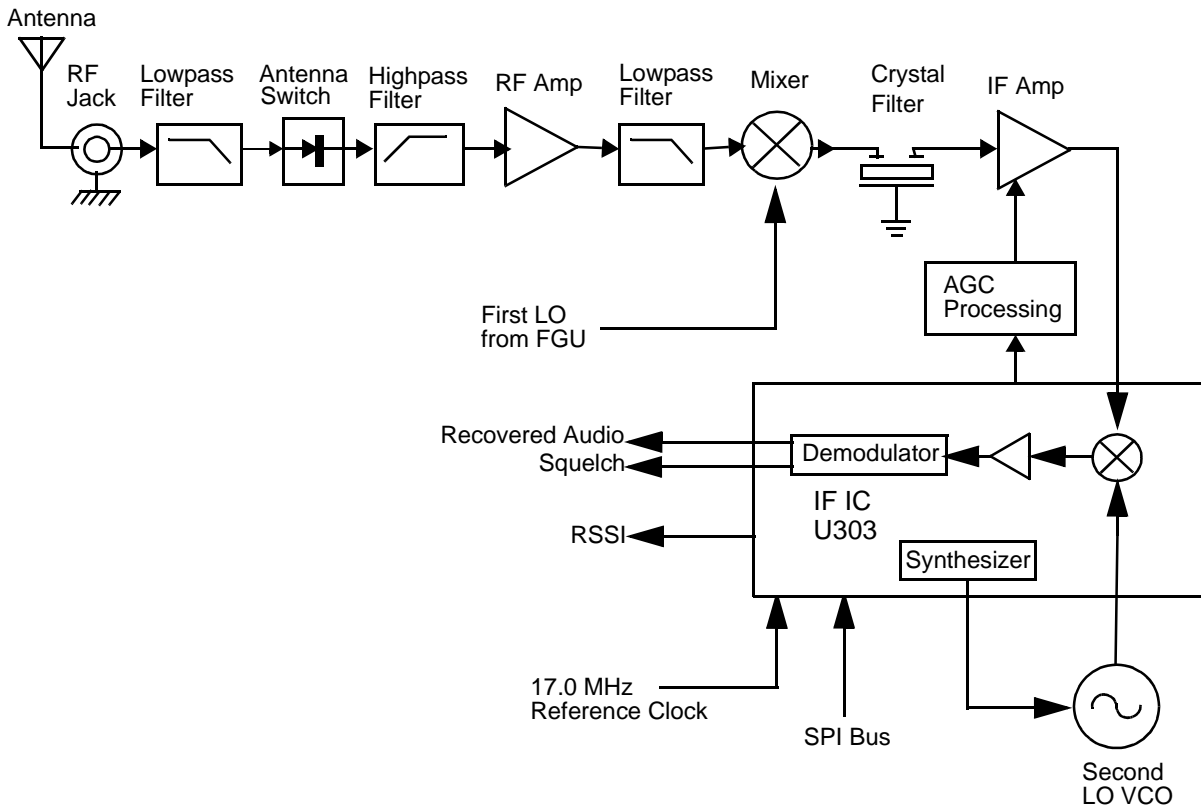 Antenna
RF
Jack
Lowpass
Filter
Antenna
Switch
Highpass
Filter
RF Amp
Lowpass
Filter
Mixer
Crystal
Filter
IF Amp
First LO
from FGU
AGC
Processing
Recovered Audio
Squelch
Demodulator
IF IC
U303
RSSI
Synthesizer
17.0 MHz
Reference Clock
SPI Bus
Second
LO VCO